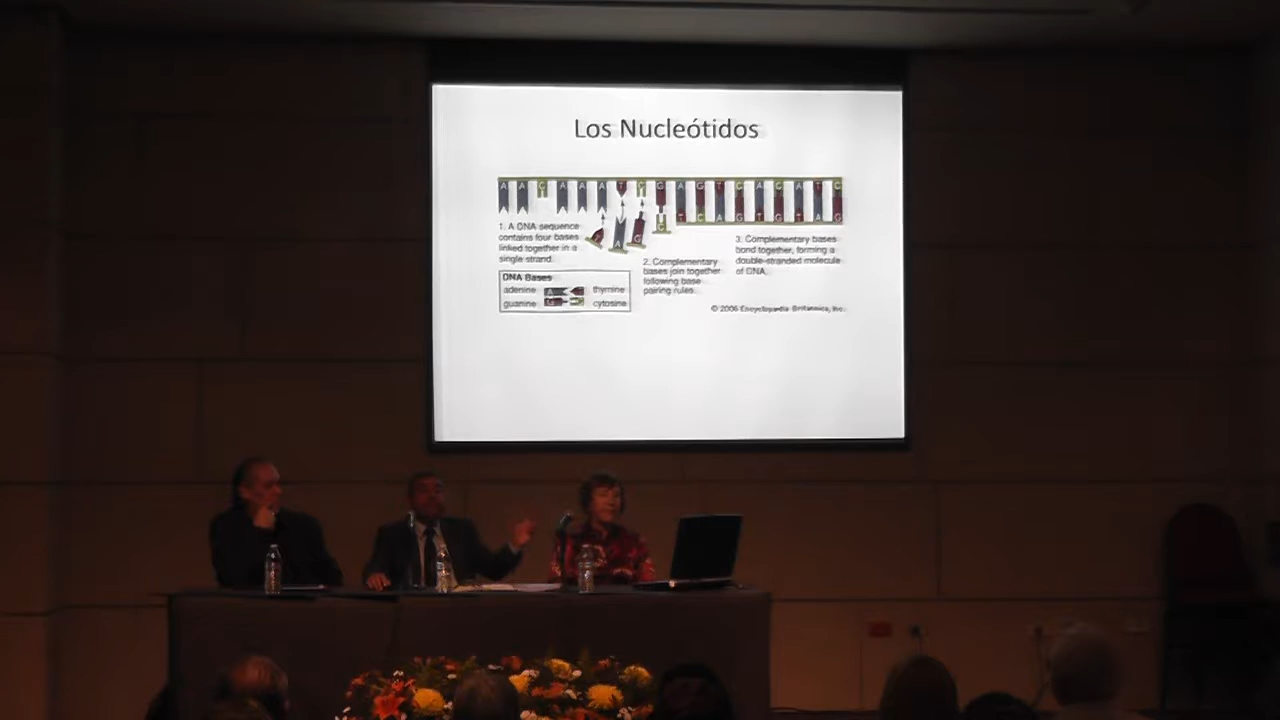 Los Nucleótidos
A A C A A A T C G A G T C A C A T C
T A G C T C A G T G T A G
1. A DNA sequence
contains four bases
linked together in a
single strand.
2. Complementary
bases join together
following base
pairing rules.
3. Complementary bases
bond together, forming a
double-stranded molecule
of DNA.
DNA Bases
adenine A thymine
guanine G cytosine
© 2006 Encyclopædia Britannica, Inc.